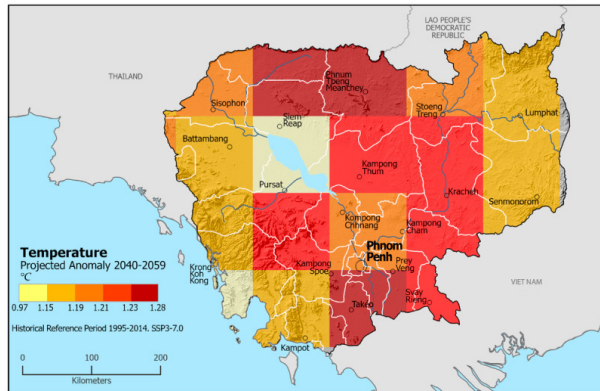 LAO PEOPLE'S
DEMOCRATIC
REPUBLIC
THAILAND
Phnum
Tbeng
Meanchey
Sisophon
Stoeng
Treng
Lumphat
Siem
Reap
Battambang
Kampong
Thum
Pursat
Kracheh
Senmonorom
Kompong
Chhnang
Kampong
Cham
Phnom
Penh
Temperature
Projected Anomaly 2040-2059
°C
Krong
Koh
Kong
Kampong
Spoe
Prey
Veng
VIET NAM
0.97 1.15 1.19 1.21 1.23 1.28
Takeo
Svay
Rieng
Historical Reference Period 1995-2014. SSP3-7.0
Kampot
0 100 200
Kilometers